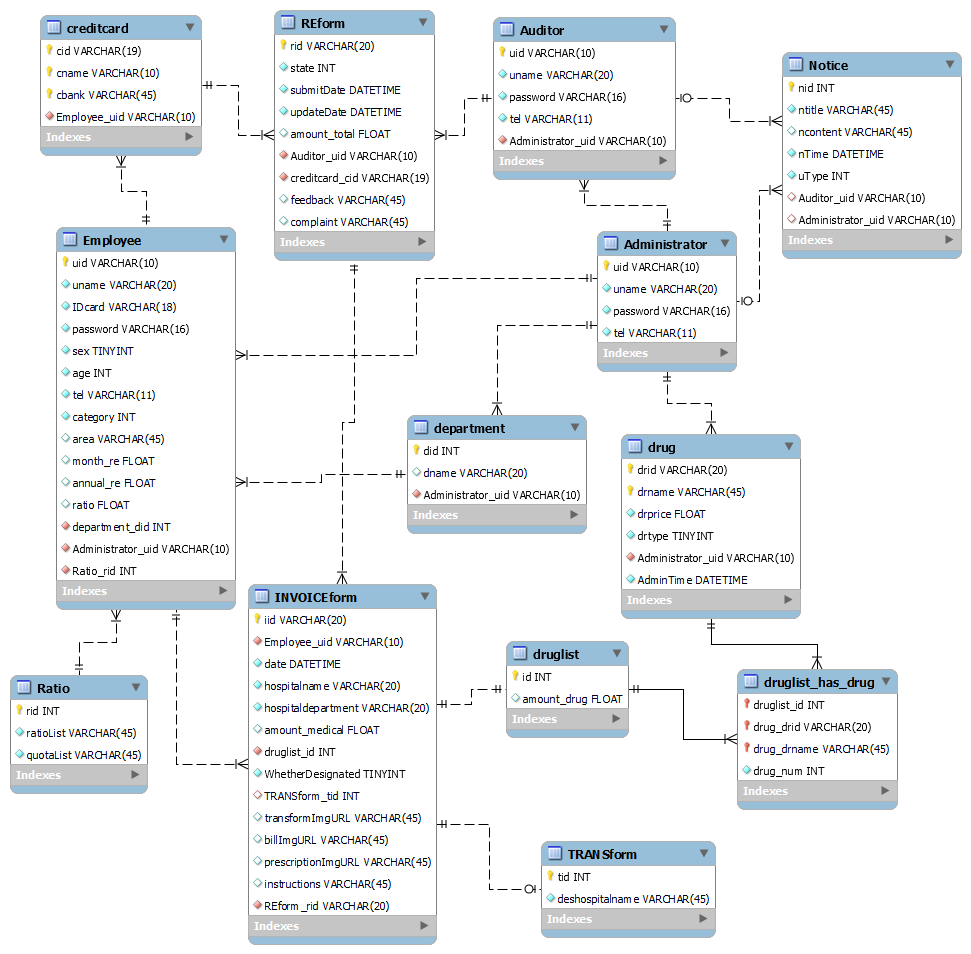 creditcard
cid VARCHAR(19)
cname VARCHAR(10)
cbank VARCHAR(45)
Employee_uid VARCHAR(10)
Indexes
REform
rid VARCHAR(20)
state INT
submitDate DATETIME
updateDate DATETIME
amount_total FLOAT
Auditor_uid VARCHAR(10)
creditcard_cid VARCHAR(19)
feedback VARCHAR(45)
complaint VARCHAR(45)
Indexes
Auditor
uid VARCHAR(10)
uname VARCHAR(20)
password VARCHAR(16)
tel VARCHAR(11)
Administrator_uid VARCHAR(10)
Indexes
Notice
nid INT
ntitle VARCHAR(45)
ncontent VARCHAR(45)
nTime DATETIME
uType INT
Auditor_uid VARCHAR(10)
Administrator_uid VARCHAR(10)
Indexes
Employee
uid VARCHAR(10)
uname VARCHAR(20)
IDcard VARCHAR(18)
password VARCHAR(16)
sex TINYINT
age INT
tel VARCHAR(11)
category INT
area VARCHAR(45)
month_re FLOAT
annual_re FLOAT
ratio FLOAT
department_did INT
Administrator_uid VARCHAR(10)
Ratio_rid INT
Indexes
Administrator
uid VARCHAR(10)
uname VARCHAR(20)
password VARCHAR(16)
tel VARCHAR(11)
Indexes
department
did INT
dname VARCHAR(20)
Administrator_uid VARCHAR(10)
Indexes
drug
drid VARCHAR(20)
drname VARCHAR(45)
drprice FLOAT
drtype TINYINT
Administrator_uid VARCHAR(10)
AdminTime DATETIME
Indexes
INVOICEform
iid VARCHAR(20)
Employee_uid VARCHAR(10)
date DATETIME
hospitalname VARCHAR(20)
hospitaldepartment VARCHAR(20)
amount_medical FLOAT
druglist_id INT
WhetherDesignated TINYINT
TRANSform_tid INT
transformImgURL VARCHAR(45)
billImgURL VARCHAR(45)
prescriptionImgURL VARCHAR(45)
instructions VARCHAR(45)
REform_rid VARCHAR(20)
Indexes
druglist
id INT
amount_drug FLOAT
Indexes
druglist_has_drug
druglist_id INT
drug_drid VARCHAR(20)
drug_drname VARCHAR(45)
drug_num INT
Indexes
Ratio
rid INT
ratioList VARCHAR(45)
quotaList VARCHAR(45)
Indexes
TRANSform
tid INT
deshospitalname VARCHAR(45)
Indexes